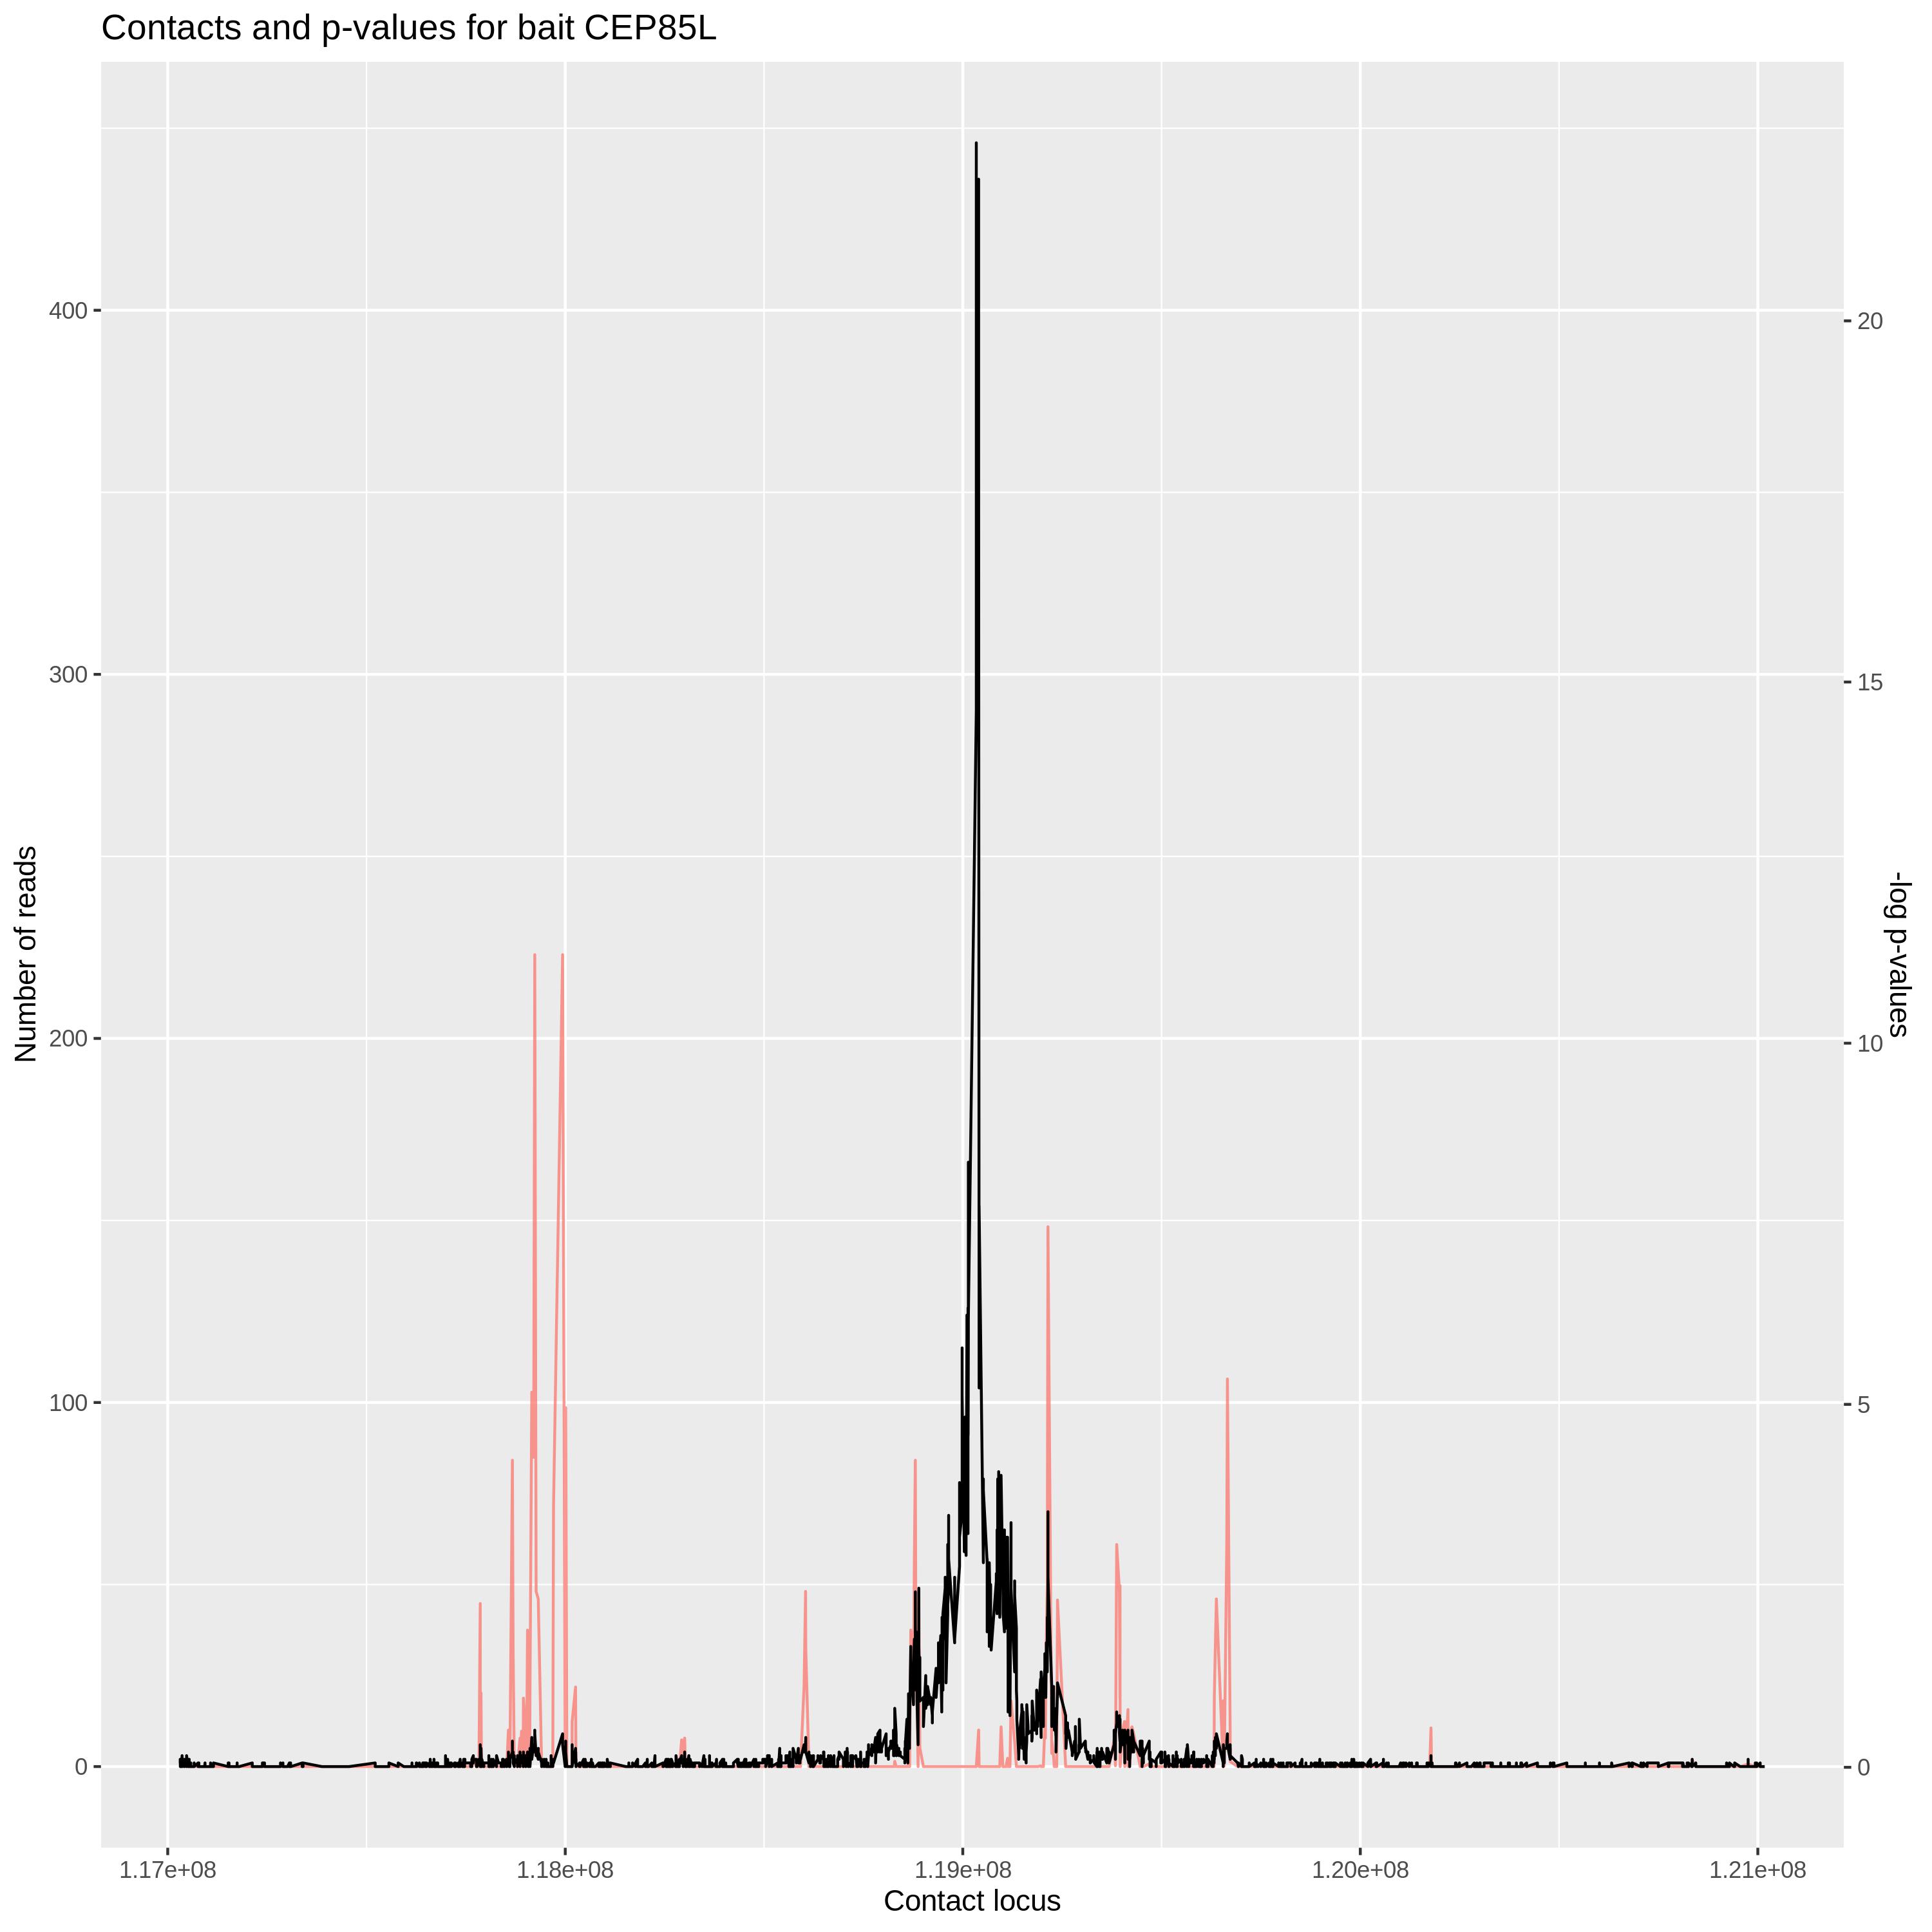 Contacts and p-values for bait CEP85L
400
300
200
100
0
Number of reads
20
15
10
5
0
-log p-values
1.17e+08
1.18e+08
1.19e+08
1.20e+08
1.21e+08
Contact locus